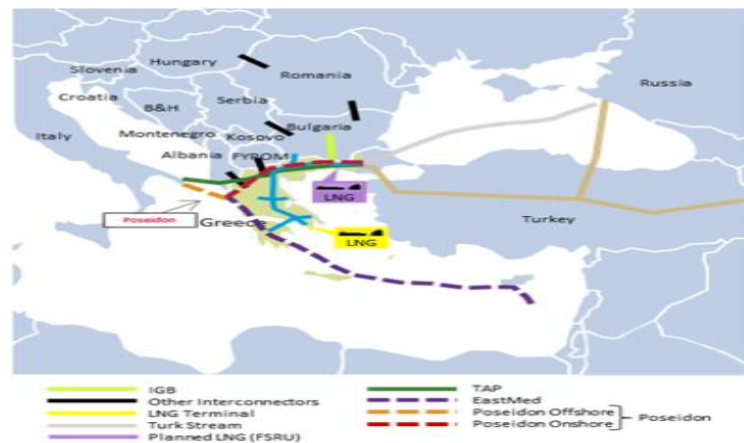 Hungary
Slovenia
Romania
Russia
Croatia
Serbia
B&H
Italy
Montenegro
Kosovo
Bulgaria
Albania
FYROM
LNG
Poseidon
Greece
Turkey
LNG
IGB
Other Interconnectors
LNG Terminal
Turk Stream
Planned LNG (FSRU)
TAP
EastMed
Poseidon Offshore
Poseidon Onshore
Poseidon